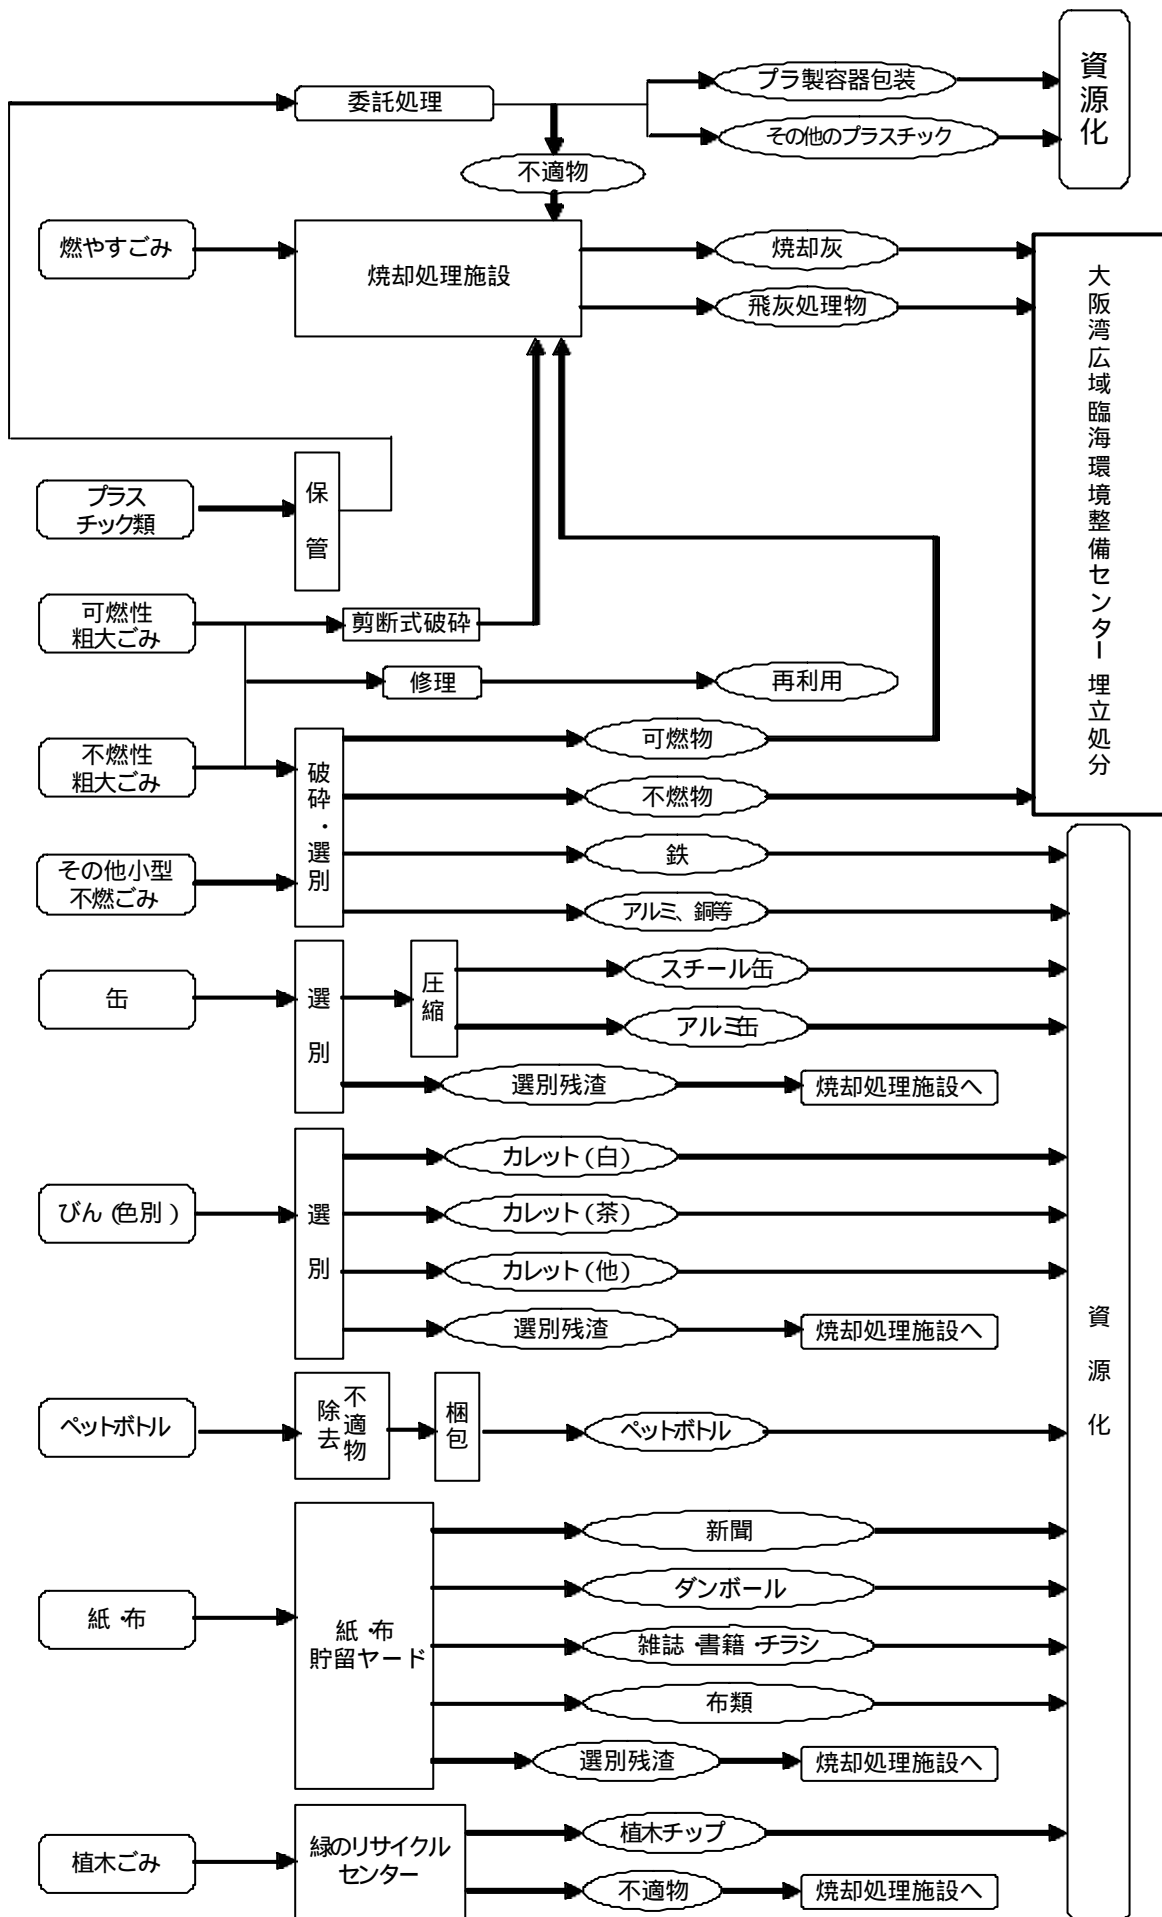 プラ製容器包装
資源化
委託処理
その他のプラスチック
不適物
燃やすごみ
焼却処理施設
焼却灰
飛灰処理物
大阪湾広域臨海環境整備センター 埋立処分
プラス
チック類
保管
可燃性
粗大ごみ
剪断式破砕
修理
再利用
不燃性
粗大ごみ
破砕・選別
可燃物
不燃物
その他小型
不燃ごみ
鉄
アルミ、銅等
缶
選別
圧縮
スチール缶
アルミ缶
選別残渣
焼却処理施設へ
びん(色別)
選別
カレット(白)
カレット(茶)
カレット(他)
選別残渣
焼却処理施設へ
資源化
ペットボトル
不適物
除去
梱包
ペットボトル
紙・布
紙・布
貯留ヤード
新聞
ダンボール
雑誌・書籍・チラシ
布類
選別残渣
焼却処理施設へ
植木ごみ
緑のリサイクル
センター
植木チップ
不適物
焼却処理施設へ